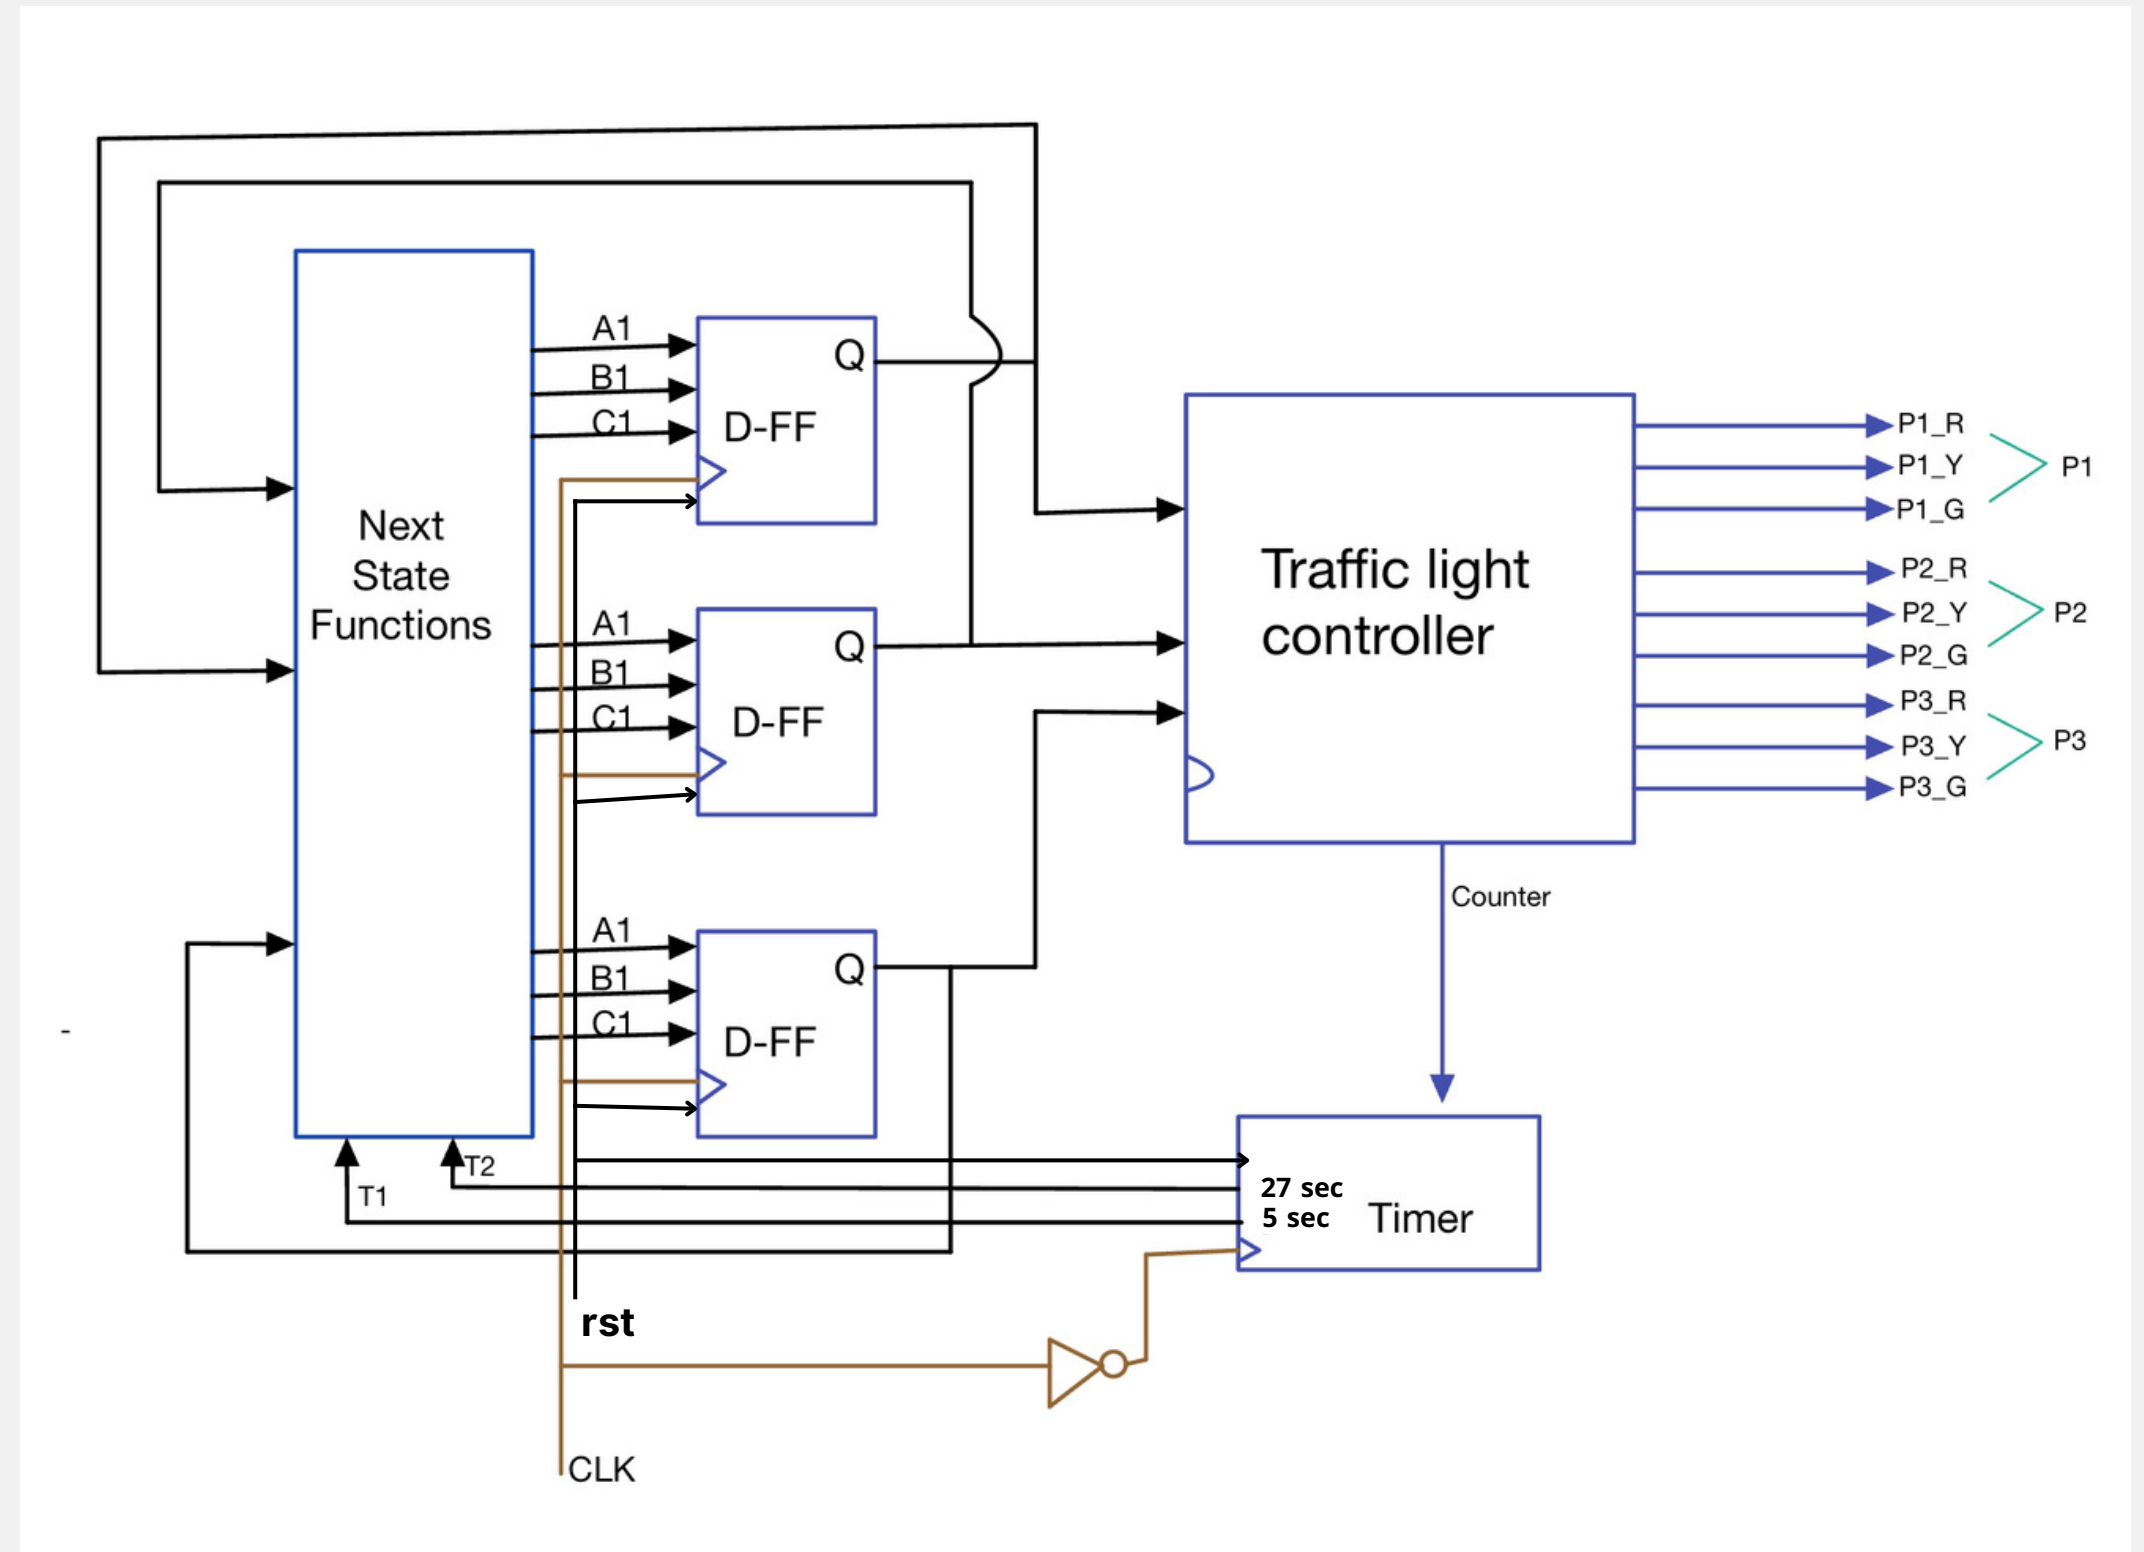 A1
B1
C1
Q
D-FF
Next
State
Functions
A1
B1
C1
Q
D-FF
A1
B1
C1
Q
D-FF
Traffic light
controller
P1_R
P1_Y
P1_G
P1
P2_R
P2_Y
P2_G
P2
P3_R
P3_Y
P3_G
P3
Counter
-
T2
T1
27 sec
5 sec
Timer
rst
CLK